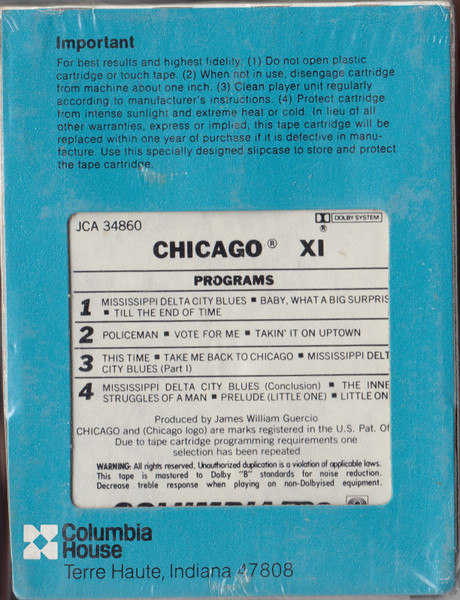 Important
For best results and highest fidelity. (1) Do not open plastic
cartridge or touch tape. (2) When not in use, disengage cartridge
from machine about one inch. (3) Clean player unit regularly
according to manufacturer's instructions. (4) Protect cartridge
from intense sunlight and extreme heat or cold. In lieu of all
other warranties, express or implied, this tape cartridge will be
replaced within one year of purchase if it is defective in manu-
facture. Use this specially designed slipcase to store and protect
the tape cartridge.
JCA 34860
DOLBY SYSTEM
®
CHICAGO® XI
PROGRAMS
1 MISSISSIPPI DELTA CITY BLUES ■ BABY, WHAT A BIG SURPRIS
■ TILL THE END OF TIME
2 POLICEMAN ■ VOTE FOR ME ■ TAKIN' IT ON UPTOWN
3 THIS TIME ■ TAKE ME BACK TO CHICAGO ■ MISSISSIPPI DELT
CITY BLUES (Part I)
4 MISSISSIPPI DELTA CITY BLUES (Conclusion) ■ THE INNE
STRUGGLES OF A MAN ■ PRELUDE (LITTLE ONE) ■ LITTLE ON
Produced by James William Guercio
CHICAGO and (Chicago logo) are marks registered in the U.S. Pat. Of
Due to tape cartridge programming requirements one
selection has been repeated
WARNING: All rights reserved. Unauthorized duplication is a violation of applicable laws.
This tape is mastered to Dolby "B" standards for noise reduction.
Decrease treble response when playing on non-Dolbyised equipment.
Columbia
House
Terre Haute, Indiana 47808